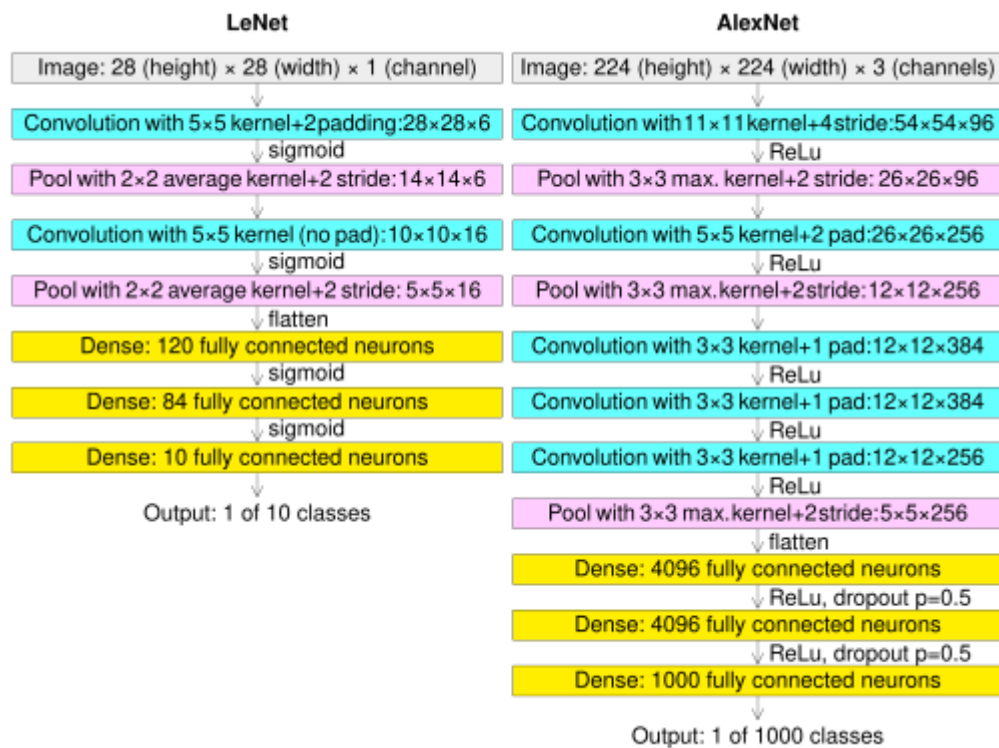 LeNet
Image: 28 (height) × 28 (width) × 1 (channel)
Convolution with 5×5 kernel+2padding:28×28×6
sigmoid
Pool with 2×2 average kernel+2 stride:14×14×6
Convolution with 5×5 kernel (no pad):10×10×16
sigmoid
Pool with 2×2 average kernel+2 stride: 5×5×16
flatten
Dense: 120 fully connected neurons
sigmoid
Dense: 84 fully connected neurons
sigmoid
Dense: 10 fully connected neurons
Output: 1 of 10 classes
AlexNet
Image: 224 (height) × 224 (width) × 3 (channels)
Convolution with 11×11 kernel+4 stride:54×54×96
ReLu
Pool with 3×3 max. kernel+2 stride: 26×26×96
Convolution with 5×5 kernel+2 pad:26×26×256
ReLu
Pool with 3×3 max.kernel+2stride:12×12×256
Convolution with 3×3 kernel+1 pad:12×12×384
ReLu
Convolution with 3×3 kernel+1 pad:12×12×384
ReLu
Convolution with 3×3 kernel+1 pad:12×12×256
ReLu
Pool with 3×3 max.kernel+2stride:5×5×256
flatten
Dense: 4096 fully connected neurons
ReLu, dropout p=0.5
Dense: 4096 fully connected neurons
ReLu, dropout p=0.5
Dense: 1000 fully connected neurons
Output: 1 of 1000 classes